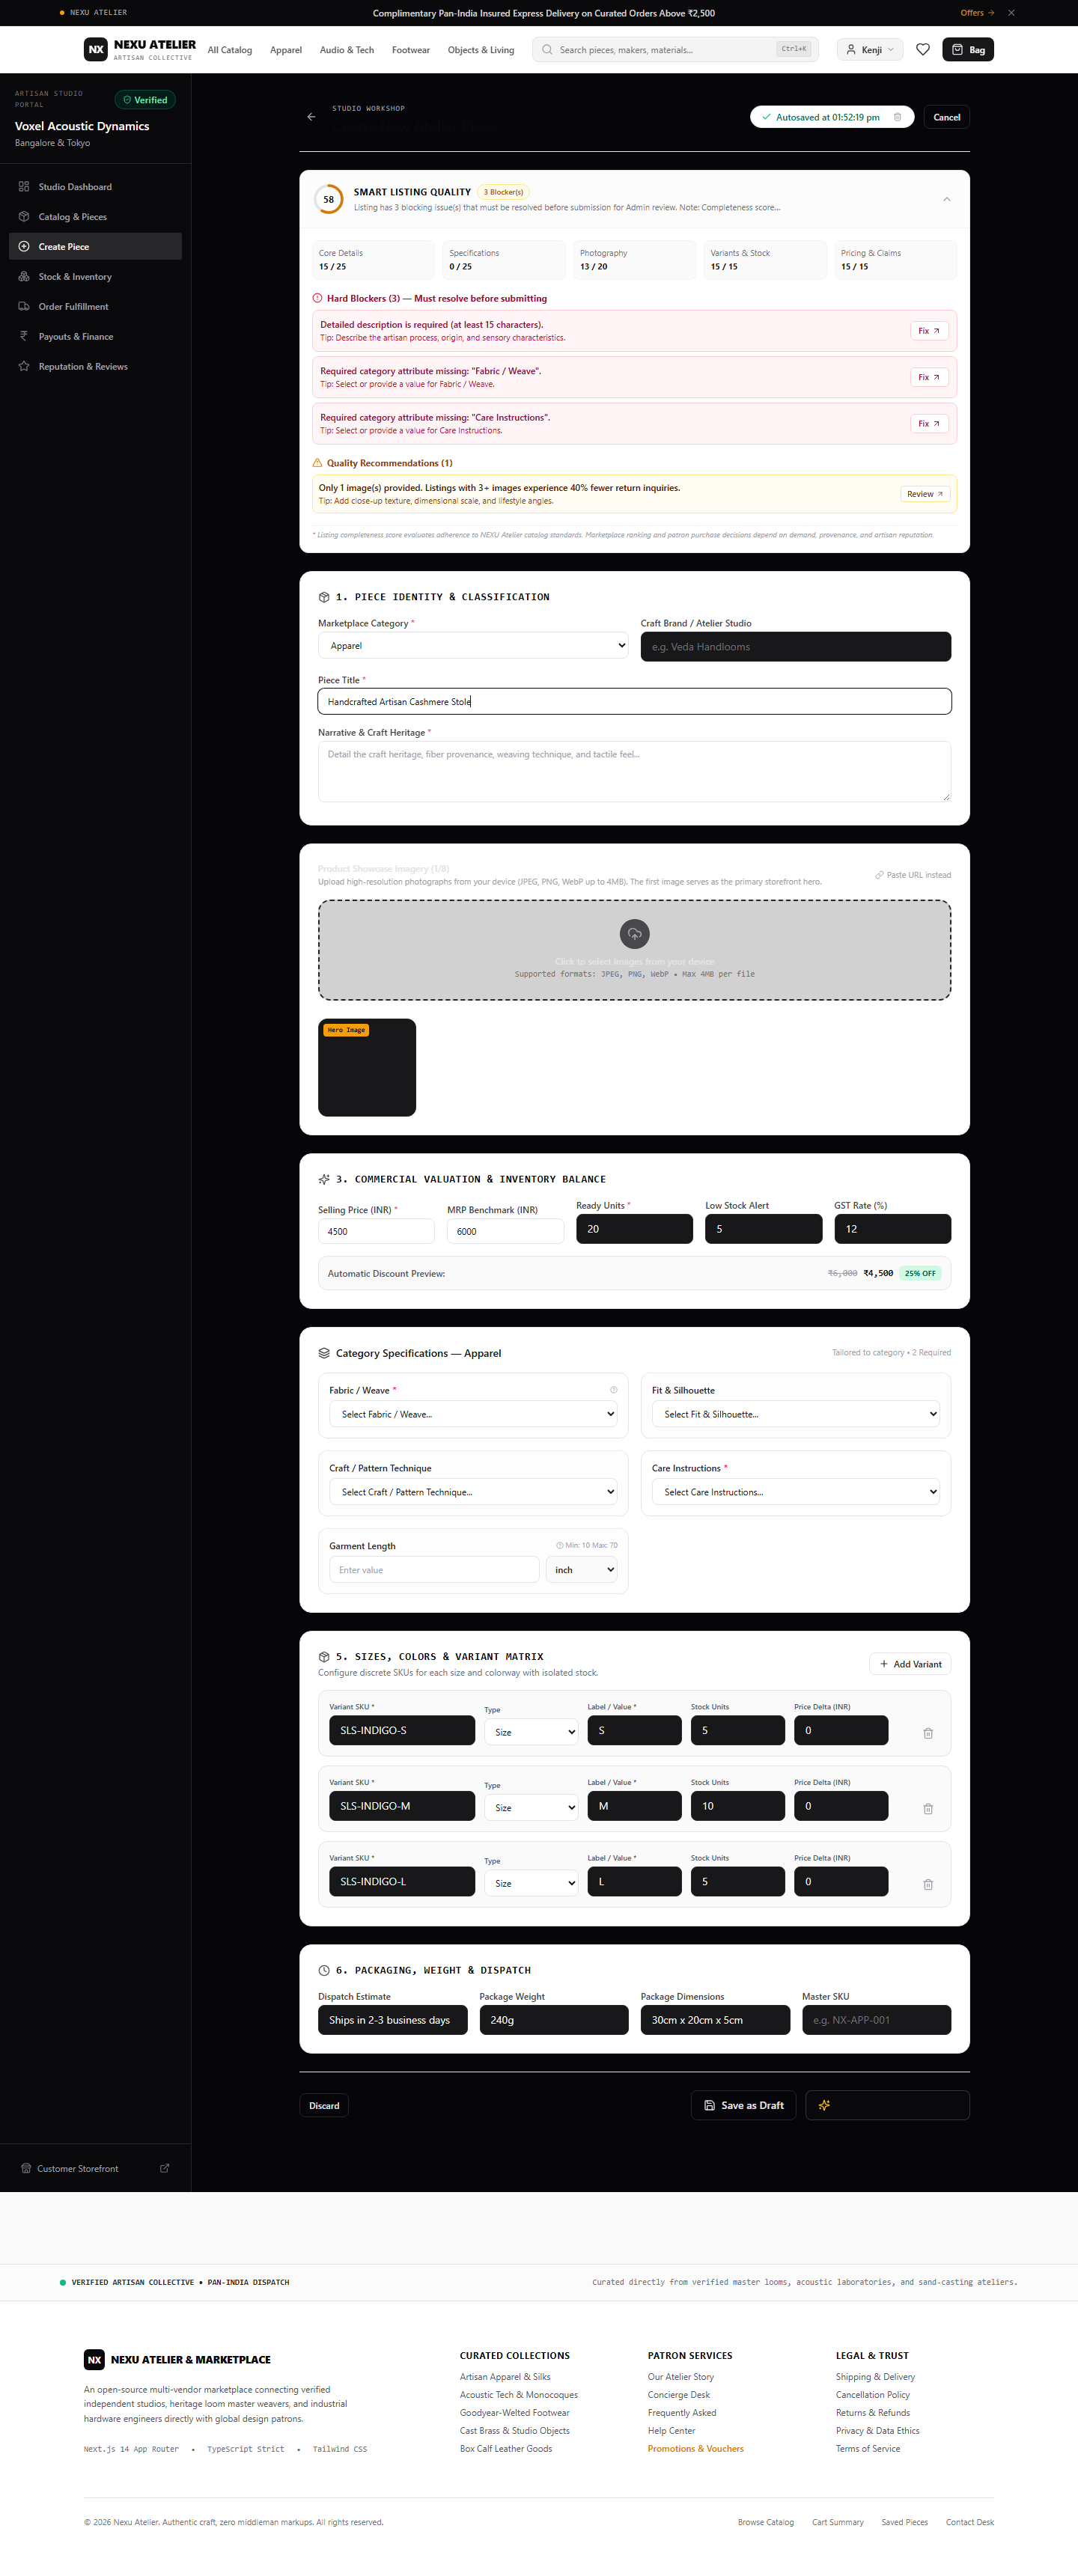 NEXU ATELIER
Complimentary Pan-India Insured Express Delivery on Curated Orders Above ₹2,500
Offers →
NX
NEXU ATELIER
ARTISAN COLLECTIVE
All Catalog
Apparel
Audio & Tech
Footwear
Objects & Living
Search pieces, makers, materials...
Ctrl+K
Kenji
Bag
ARTISAN STUDIO
PORTAL
Verified
Voxel Acoustic Dynamics
Bangalore & Tokyo
Studio Dashboard
Catalog & Pieces
Create Piece
Stock & Inventory
Order Fulfillment
Payouts & Finance
Reputation & Reviews
Customer Storefront
STUDIO WORKSHOP
Autosaved at 01:52:19 pm
Cancel
58
SMART LISTING QUALITY
3 Blocker(s)
Listing has 3 blocking issue(s) that must be resolved before submission for Admin review. Note: Completeness score...
Core Details
15 / 25
Specifications
0 / 25
Photography
13 / 20
Variants & Stock
15 / 15
Pricing & Claims
15 / 15
Hard Blockers (3) — Must resolve before submitting
Detailed description is required (at least 15 characters).
Tip: Describe the artisan process, origin, and sensory characteristics.
Fix
Required category attribute missing: "Fabric / Weave".
Tip: Select or provide a value for Fabric / Weave.
Fix
Required category attribute missing: "Care Instructions".
Tip: Select or provide a value for Care Instructions.
Fix
Quality Recommendations (1)
Only 1 image(s) provided. Listings with 3+ images experience 40% fewer return inquiries.
Tip: Add close-up texture, dimensional scale, and lifestyle angles.
Review
* Listing completeness score evaluates adherence to NEXU Atelier catalog standards. Marketplace ranking and patron purchase decisions depend on demand, provenance, and artisan reputation.
1. PIECE IDENTITY & CLASSIFICATION
Marketplace Category *
Apparel
Craft Brand / Atelier Studio
e.g. Veda Handlooms
Piece Title *
Handcrafted Artisan Cashmere Stole
Narrative & Craft Heritage *
Detail the craft heritage, fiber provenance, weaving technique, and tactile feel...
Product Showcase Imagery (1/8)
Upload high-resolution photographs from your device (JPEG, PNG, WebP up to 4MB). The first image serves as the primary storefront hero.
Paste URL instead
Click to select images from your device
Supported formats: JPEG, PNG, WebP • Max 4MB per file
Hero Image
3. COMMERCIAL VALUATION & INVENTORY BALANCE
Selling Price (INR) *
4500
MRP Benchmark (INR)
6000
Ready Units *
20
Low Stock Alert
5
GST Rate (%)
12
Automatic Discount Preview:
₹6,000 ₹4,500 25% OFF
Category Specifications — Apparel
Tailored to category • 2 Required
Fabric / Weave *
Select Fabric / Weave...
Fit & Silhouette
Select Fit & Silhouette...
Craft / Pattern Technique
Select Craft / Pattern Technique...
Care Instructions *
Select Care Instructions...
Garment Length
Min: 10 Max: 70
Enter value
inch
5. SIZES, COLORS & VARIANT MATRIX
Configure discrete SKUs for each size and colorway with isolated stock.
+ Add Variant
Variant SKU *
Type
Label / Value *
Stock Units
Price Delta (INR)
SLS-INDIGO-S
Size
S
5
0
Variant SKU *
Type
Label / Value *
Stock Units
Price Delta (INR)
SLS-INDIGO-M
Size
M
10
0
Variant SKU *
Type
Label / Value *
Stock Units
Price Delta (INR)
SLS-INDIGO-L
Size
L
5
0
6. PACKAGING, WEIGHT & DISPATCH
Dispatch Estimate
Ships in 2-3 business days
Package Weight
240g
Package Dimensions
30cm x 20cm x 5cm
Master SKU
e.g. NX-APP-001
Discard
Save as Draft
VERIFIED ARTISAN COLLECTIVE • PAN-INDIA DISPATCH
Curated directly from verified master looms, acoustic laboratories, and sand-casting ateliers.
NX
NEXU ATELIER & MARKETPLACE
An open-source multi-vendor marketplace connecting verified
independent studios, heritage loom master weavers, and industrial
hardware engineers directly with global design patrons.
Next.js 14 App Router • TypeScript Strict • Tailwind CSS
CURATED COLLECTIONS
Artisan Apparel & Silks
Acoustic Tech & Monocoques
Goodyear-Welted Footwear
Cast Brass & Studio Objects
Box Calf Leather Goods
PATRON SERVICES
Our Atelier Story
Concierge Desk
Frequently Asked
Help Center
Promotions & Vouchers
LEGAL & TRUST
Shipping & Delivery
Cancellation Policy
Returns & Refunds
Privacy & Data Ethics
Terms of Service
© 2026 Nexu Atelier. Authentic craft, zero middleman markups. All rights reserved.
Browse Catalog
Cart Summary
Saved Pieces
Contact Desk